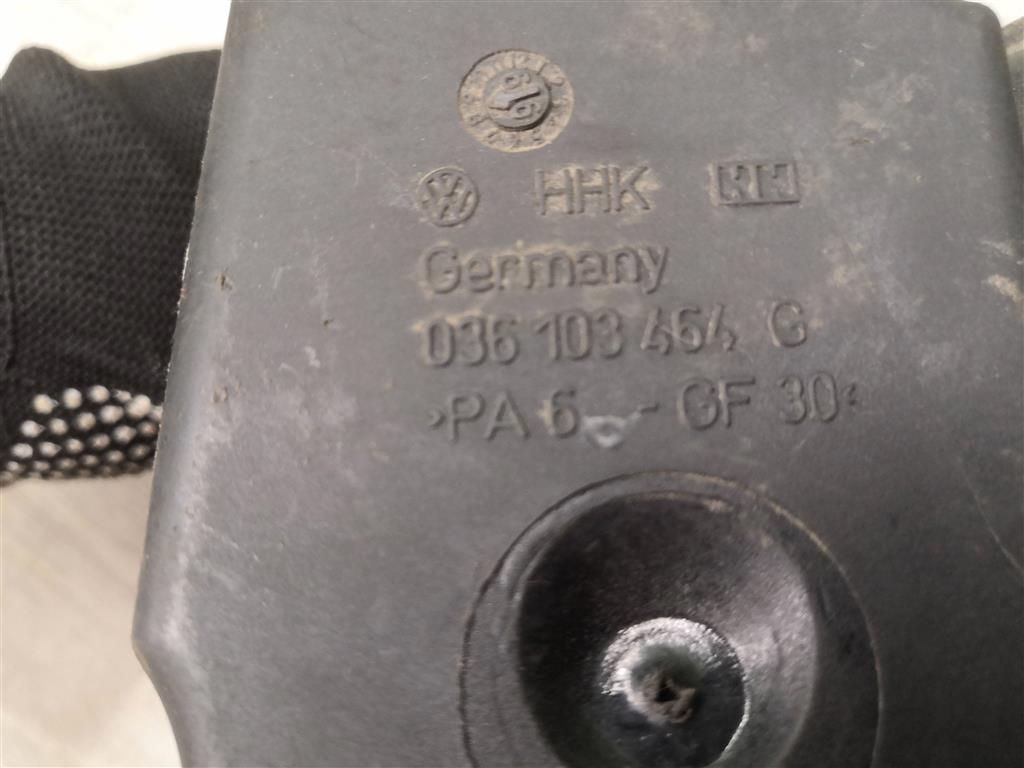 HHK
Germany
036 103 464 G
>PA 6 - GF 30<